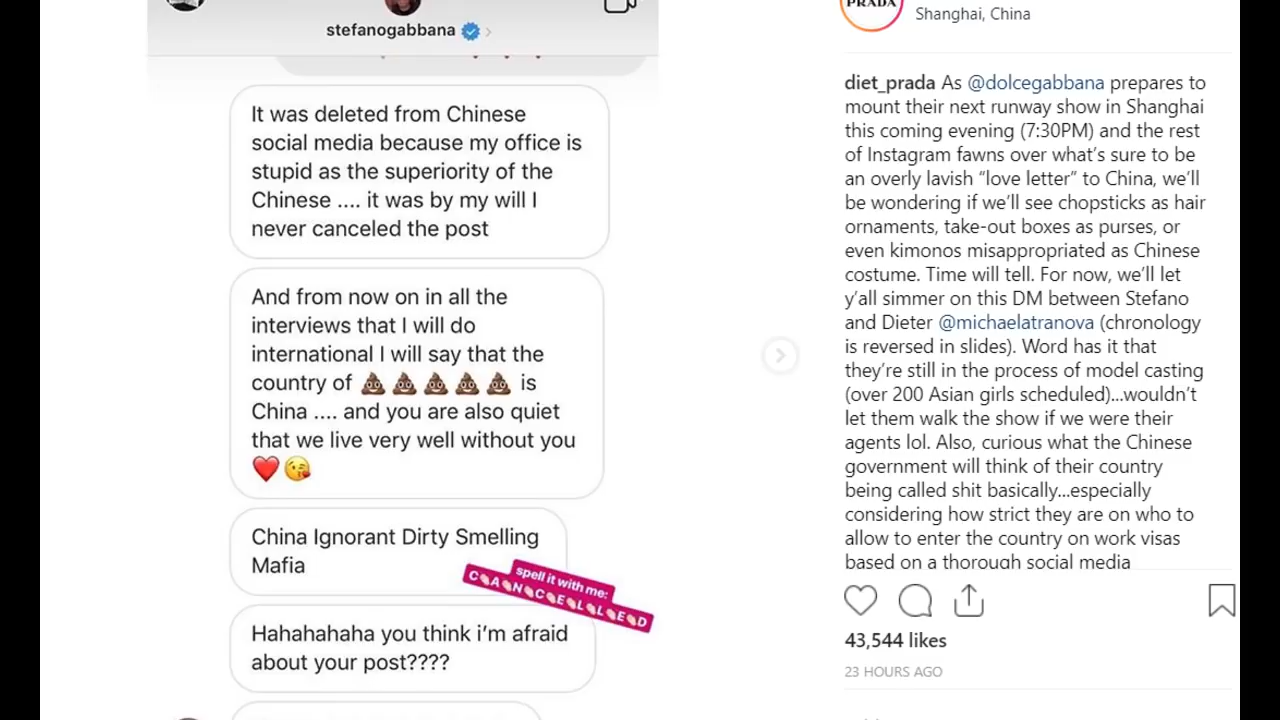 stefanogabbana
It was deleted from Chinese
social media because my office is
stupid as the superiority of the
Chinese .... it was by my will I
never canceled the post
And from now on in all the
interviews that I will do
international I will say that the
country of 💩💩💩💩💩 is
China .... and you are also quiet
that we live very well without you
❤️😘
China Ignorant Dirty Smelling
Mafia
spell it with me:
C🍖A🍖N🍖C🍖E🍖L🍖L🍖E🍖D
Hahahahaha you think i'm afraid
about your post????
PRADA
Shanghai, China
diet_prada As @dolcegabbana prepares to
mount their next runway show in Shanghai
this coming evening (7:30PM) and the rest
of Instagram fawns over what's sure to be
an overly lavish “love letter” to China, we'll
be wondering if we'll see chopsticks as hair
ornaments, take-out boxes as purses, or
even kimonos misappropriated as Chinese
costume. Time will tell. For now, we'll let
y'all simmer on this DM between Stefano
and Dieter @michaelatranova (chronology
is reversed in slides). Word has it that
they're still in the process of model casting
(over 200 Asian girls scheduled)...wouldn't
let them walk the show if we were their
agents lol. Also, curious what the Chinese
government will think of their country
being called shit basically...especially
considering how strict they are on who to
allow to enter the country on work visas
based on a thorough social media
43,544 likes
23 HOURS AGO